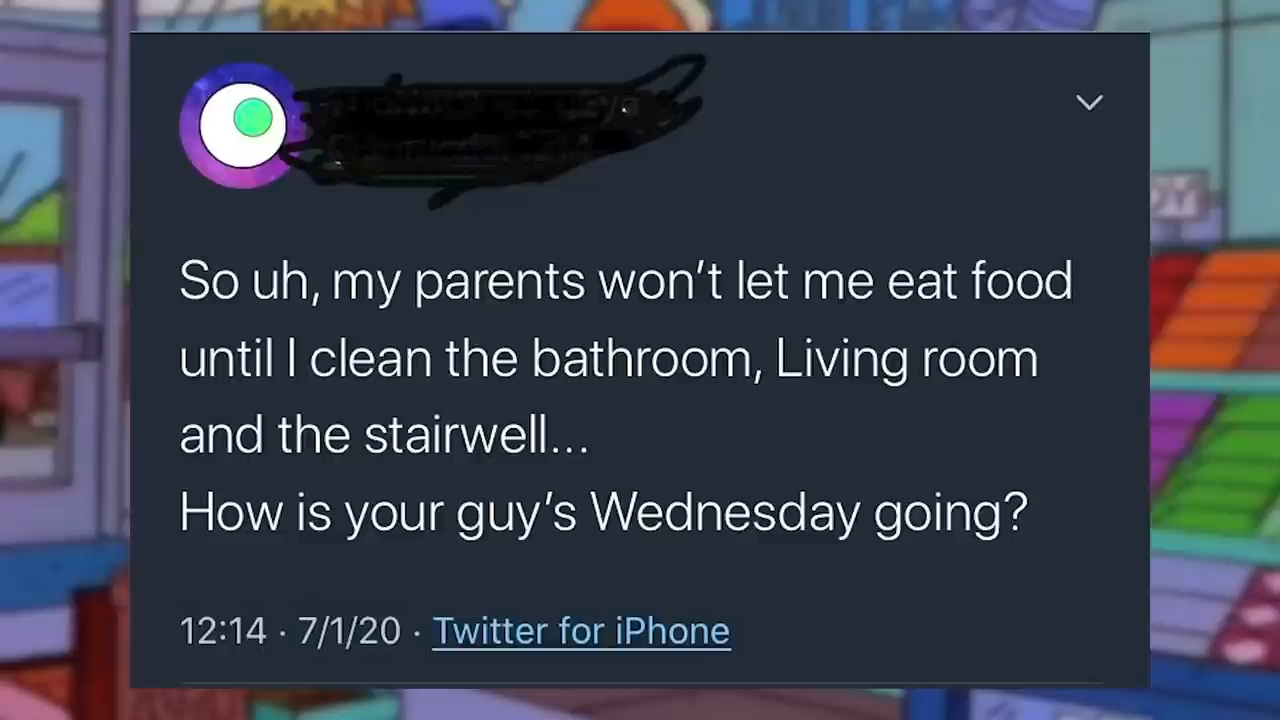 So uh, my parents won't let me eat food
until I clean the bathroom, Living room
and the stairwell...
How is your guy's Wednesday going?
12:14 · 7/1/20 · Twitter for iPhone